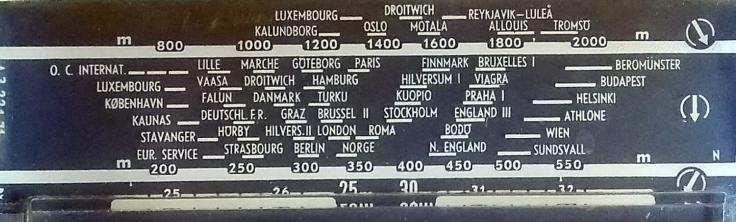 LUXEMBOURG DROITWICH REYKJAVIK-LULEÅ
KALUNDBORG OSLO MOTALA ALLOUIS TROMSÖ
m 800 1000 1200 1400 1600 1800 2000
O. C. INTERNAT. LILLE MARCHE GÖTEBORG PARIS FINNMARK BRUXELLES I BEROMÜNSTER
LUXEMBOURG VAASA DROITWICH HAMBURG HILVERSUM I VIAGRA BUDAPEST
KØBENHAVN FALUN DANMARK TURKU KUOPIO PRAHA I HELSINKI
KAUNAS DEUTSCHL.F.R. GRAZ BRUSSEL II STOCKHOLM ENGLAND III ATHLONE
STAVANGER HÖRBY HILVERS.II LONDON ROMA BODÖ WIEN
EUR. SERVICE STRASBOURG BERLIN NORGE N. ENGLAND SUNDSVALL
m 200 250 300 350 400 450 500 550 m N
25 26 25 30 31 32